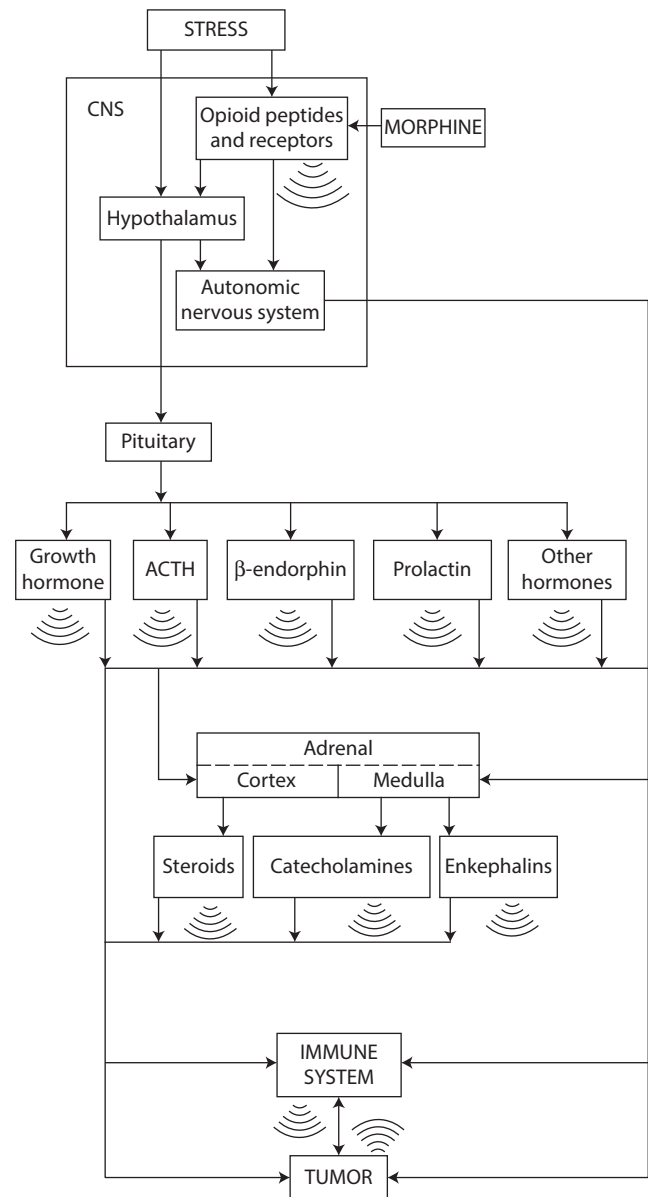 STRESS
CNS
Opioid peptides
and receptors
MORPHINE
Hypothalamus
Autonomic
nervous system
Pituitary
Growth
hormone
ACTH
β-endorphin
Prolactin
Other
hormones
Adrenal
Cortex
Medulla
Steroids
Catecholamines
Enkephalins
IMMUNE
SYSTEM
TUMOR